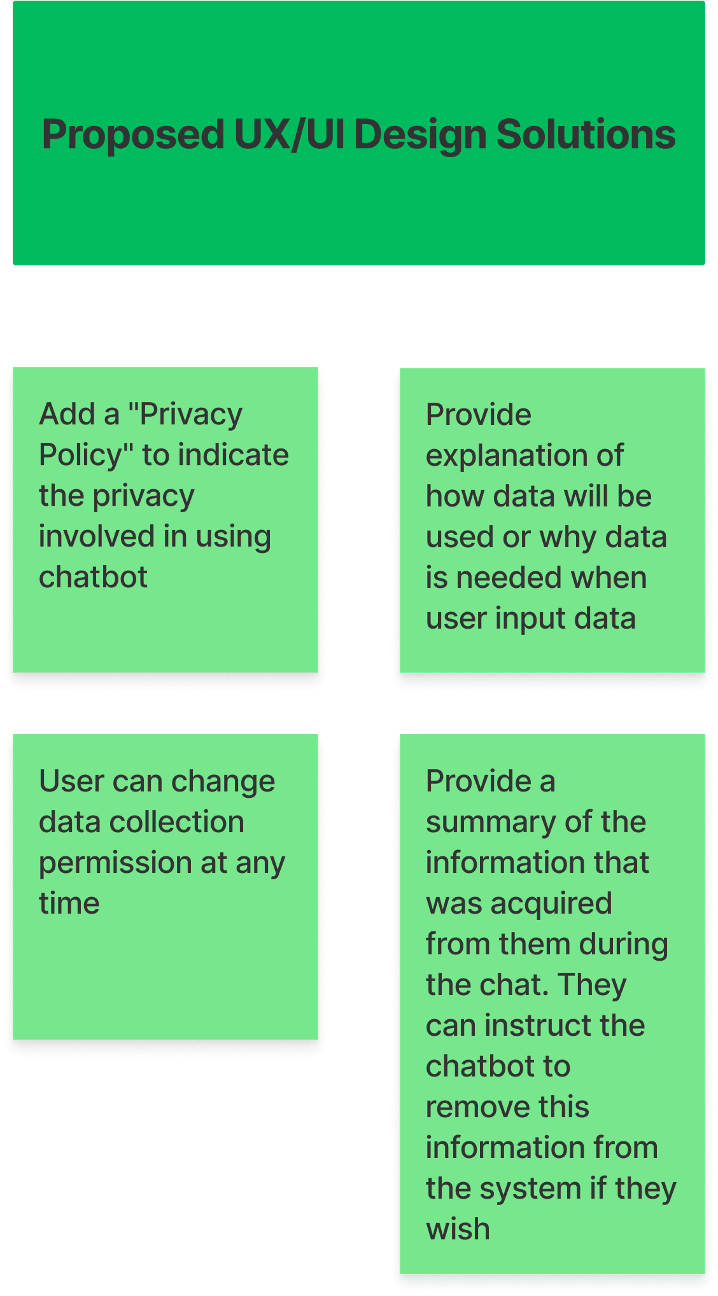 Proposed UX/UI Design Solutions
Add a "Privacy
Policy" to indicate
the privacy
involved in using
chatbot
Provide
explanation of
how data will be
used or why data
is needed when
user input data
User can change
data collection
permission at any
time
Provide a
summary of the
information that
was acquired
from them during
the chat. They
can instruct the
chatbot to
remove this
information from
the system if they
wish